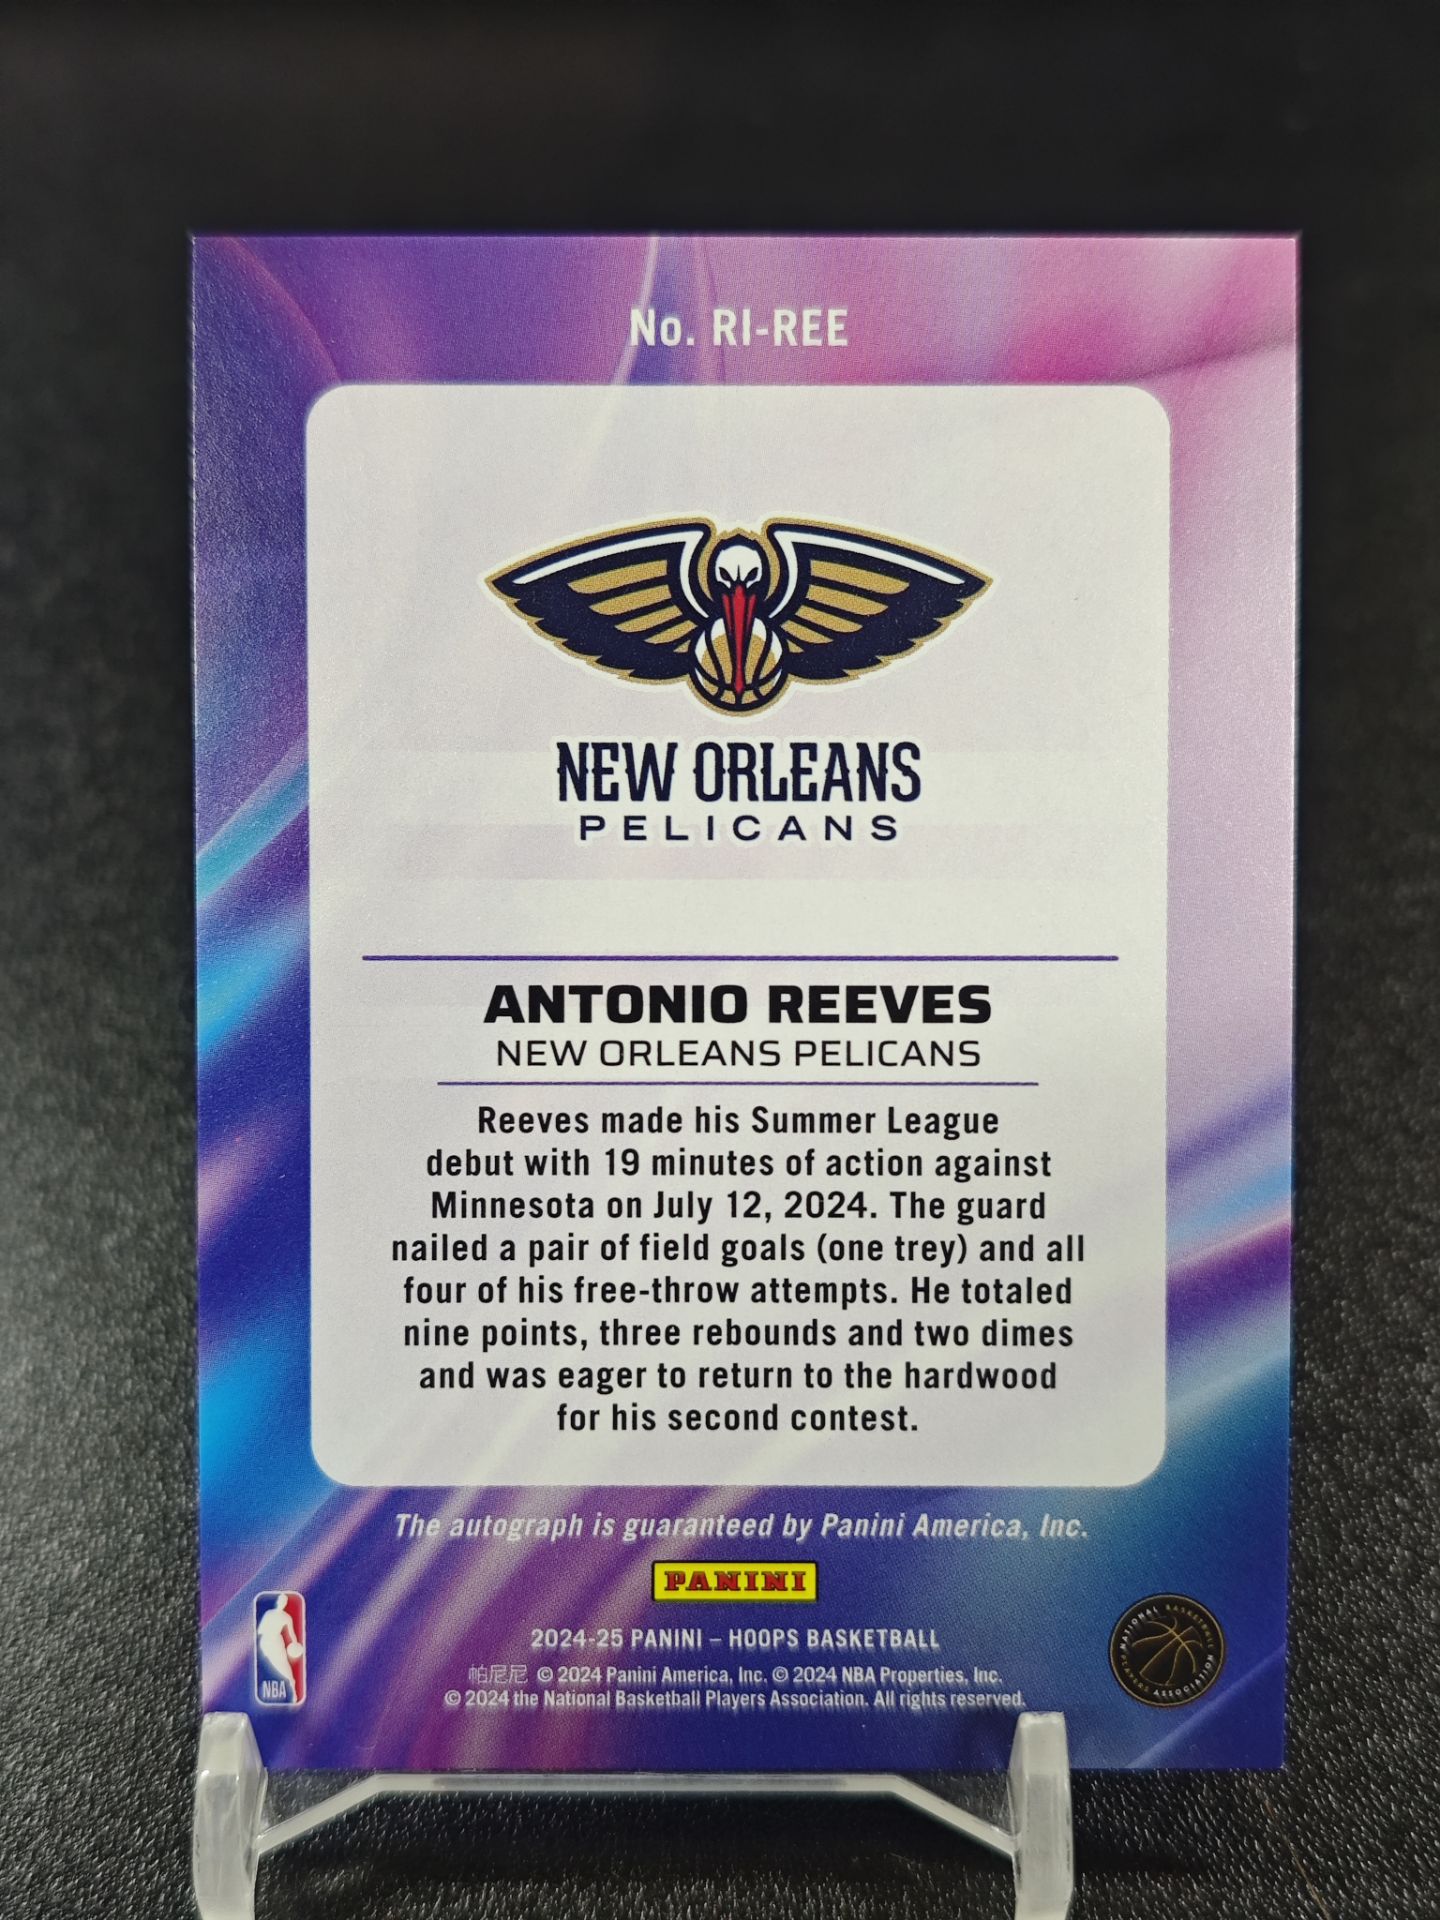 No. RI-REE
NEW ORLEANS
PELICANS
ANTONIO REEVES
NEW ORLEANS PELICANS
Reeves made his Summer League
debut with 19 minutes of action against
Minnesota on July 12, 2024. The guard
nailed a pair of field goals (one trey) and all
four of his free-throw attempts. He totaled
nine points, three rebounds and two dimes
and was eager to return to the hardwood
for his second contest.
The autograph is guaranteed by Panini America, Inc.
PANINI
2024-25 PANINI – HOOPS BASKETBALL
帕尼尼 © 2024 Panini America, Inc. © 2024 NBA Properties, Inc.
© 2024 the National Basketball Players Association. All rights reserved.
NBA
NATIONAL BASKETBALL PLAYERS ASSOCIATION